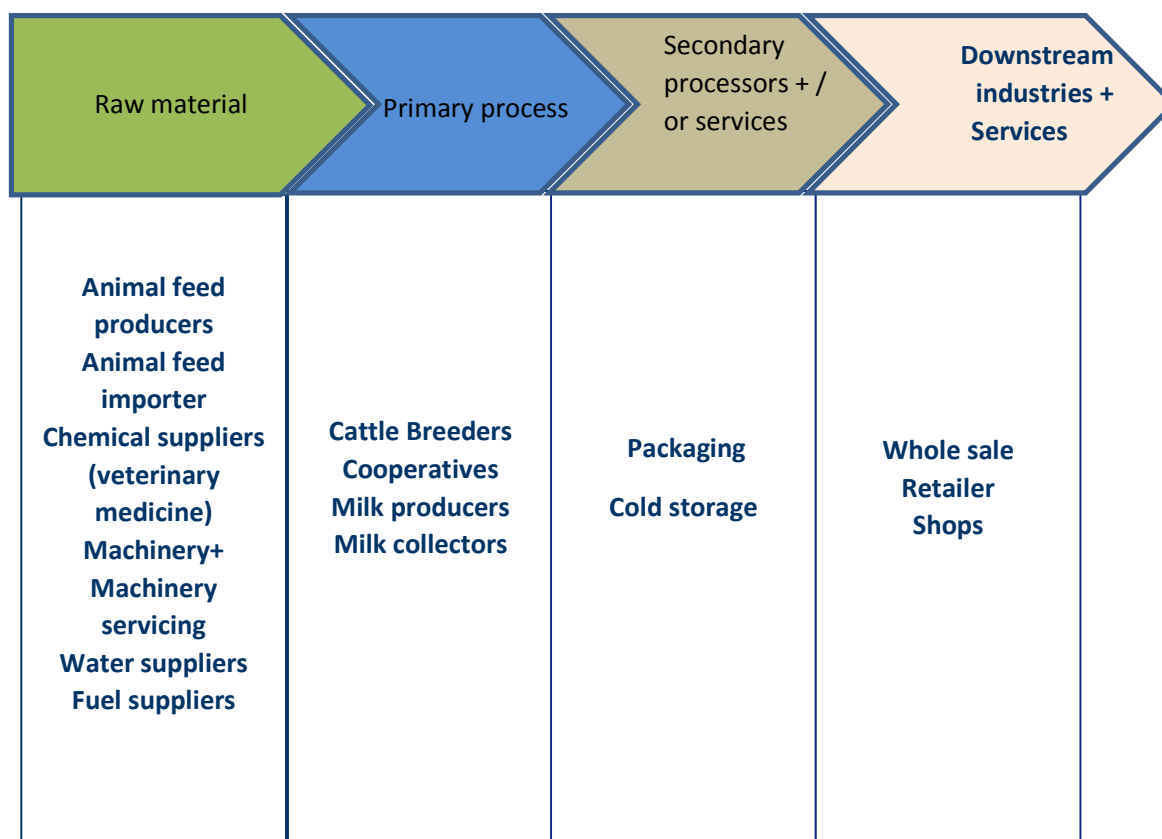 Raw material
Primary process
Secondary
processors + /
or services
Downstream
industries +
Services
Animal feed
producers
Animal feed
importer
Chemical suppliers
(veterinary
medicine)
Machinery+
Machinery
servicing
Water suppliers
Fuel suppliers
Cattle Breeders
Cooperatives
Milk producers
Milk collectors
Packaging
Cold storage
Whole sale
Retailer
Shops